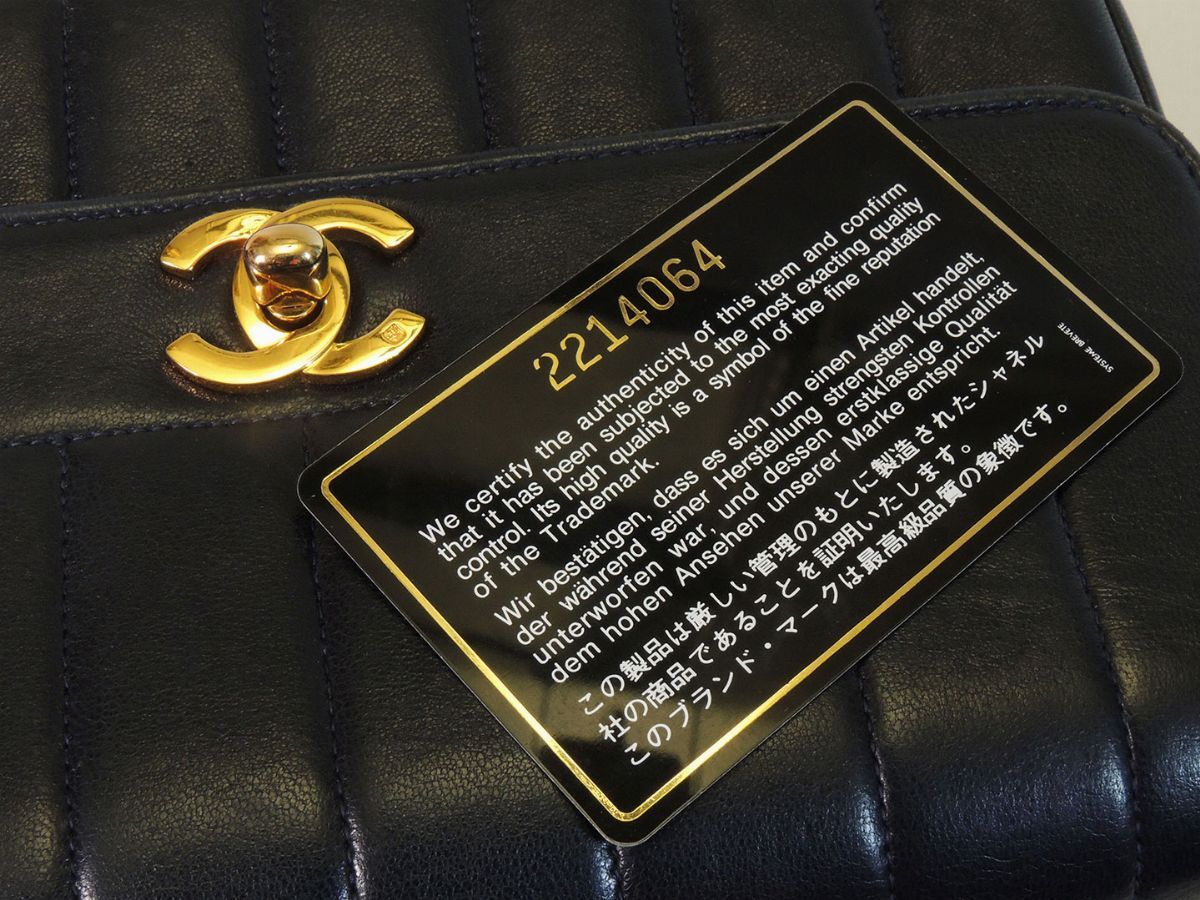 2214064
We certify the authenticity of this item and confirm
that it has been subjected to the most exacting quality
control. Its high quality is a symbol of the fine reputation
of the Trademark.
Wir bestätigen, dass es sich um einen Artikel handelt,
der während seiner Herstellung strengsten Kontrollen
unterworfen war, und dessen erstklassige Qualität
dem hohen Ansehen unserer Marke entspricht.
この製品は厳しい管理のもとに製造されたシャネル
社の商品であることを証明いたします。
このブランド・マークは最高級品質の象徴です。
SYSTEME BREVETE